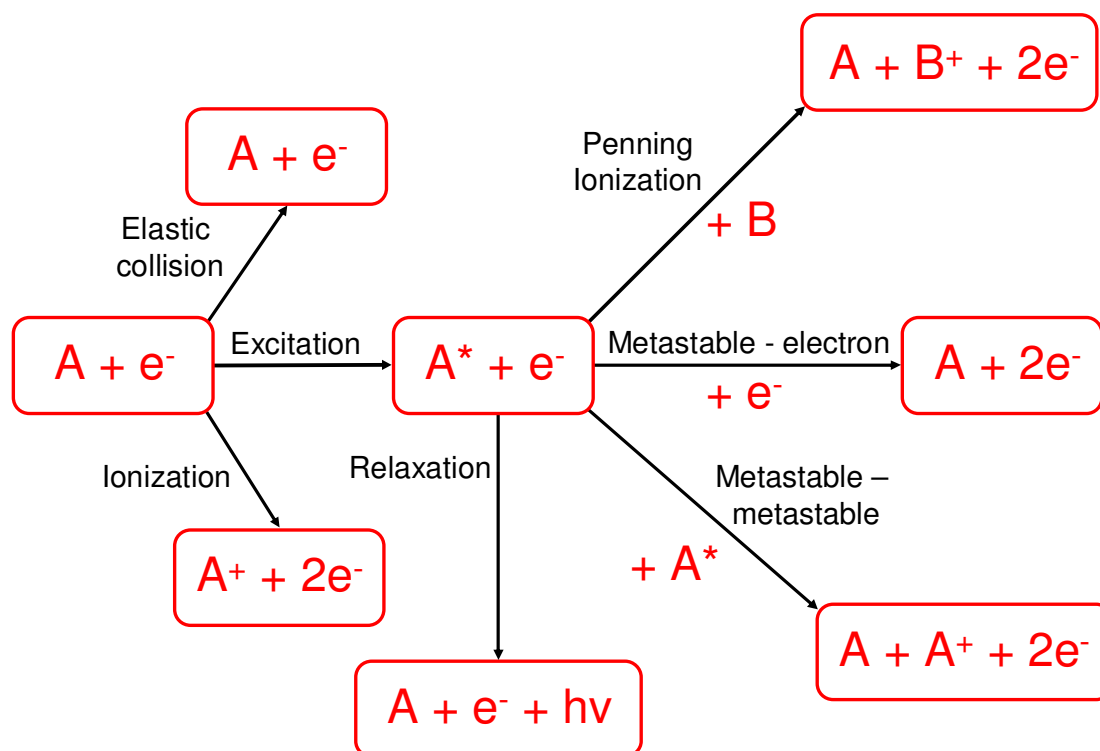 A + B⁺ + 2e⁻
A + e⁻
Penning
Ionization
+ B
Elastic
collision
A + e⁻
Excitation
A* + e⁻
Metastable - electron
+ e⁻
A + 2e⁻
Ionization
Relaxation
Metastable –
metastable
+ A*
A⁺ + 2e⁻
A + A⁺ + 2e⁻
A + e⁻ + hν